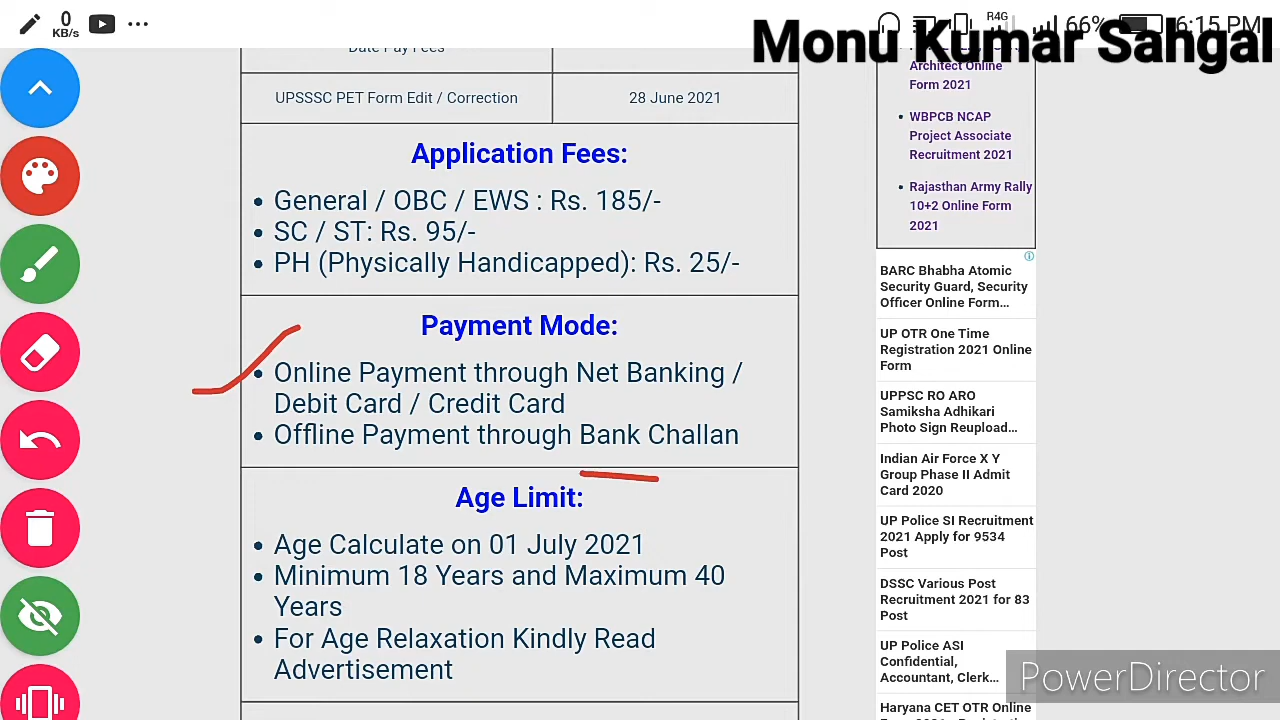 0
KB/s
R4G
66%
6:15 PM
Monu Kumar Sahgal
Date Pay Fees
UPSSSC PET Form Edit / Correction
28 June 2021
Application Fees:
• General / OBC / EWS : Rs. 185/-
• SC / ST: Rs. 95/-
• PH (Physically Handicapped): Rs. 25/-
Payment Mode:
• Online Payment through Net Banking /
Debit Card / Credit Card
• Offline Payment through Bank Challan
Age Limit:
• Age Calculate on 01 July 2021
• Minimum 18 Years and Maximum 40
Years
• For Age Relaxation Kindly Read
Advertisement
Architect Online
Form 2021
• WBPCB NCAP
Project Associate
Recruitment 2021
• Rajasthan Army Rally
10+2 Online Form
2021
BARC Bhabha Atomic
Security Guard, Security
Officer Online Form...
UP OTR One Time
Registration 2021 Online
Form
UPPSC RO ARO
Samiksha Adhikari
Photo Sign Reupload...
Indian Air Force X Y
Group Phase II Admit
Card 2020
UP Police SI Recruitment
2021 Apply for 9534
Post
DSSC Various Post
Recruitment 2021 for 83
Post
UP Police ASI
Confidential,
Accountant, Clerk...
Haryana CET OTR Online
PowerDirector